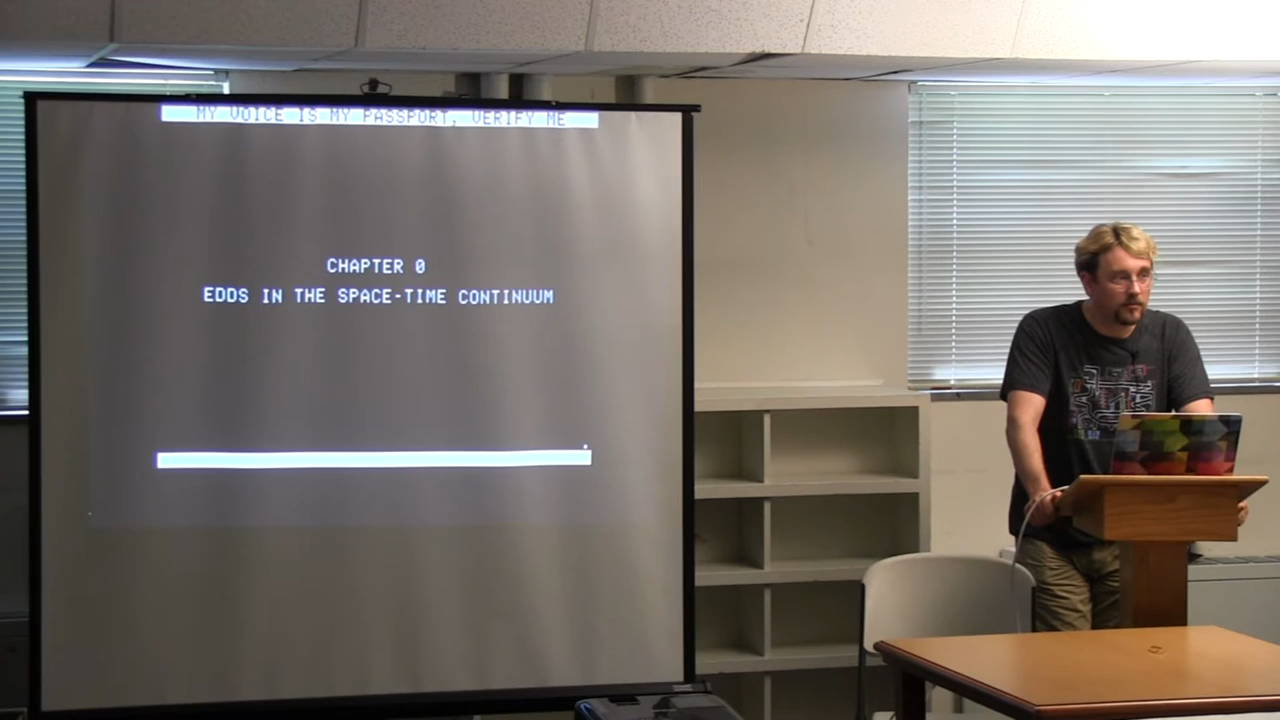 MY VOICE IS MY PASSPORT, VERIFY ME
CHAPTER 0
EDDS IN THE SPACE-TIME CONTINUUM